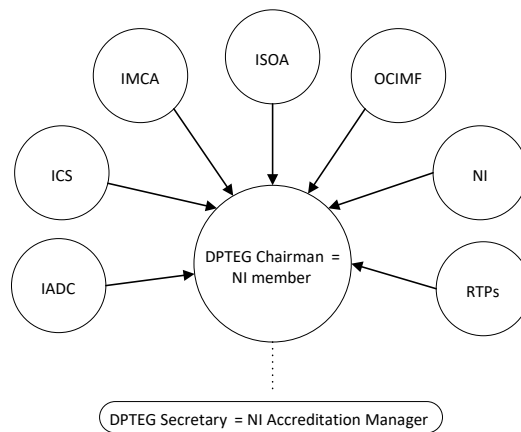 ISOA
IMCA
OCIMF
ICS
NI
DPTEG Chairman =
NI member
IADC
RTPs
DPTEG Secretary = NI Accreditation Manager